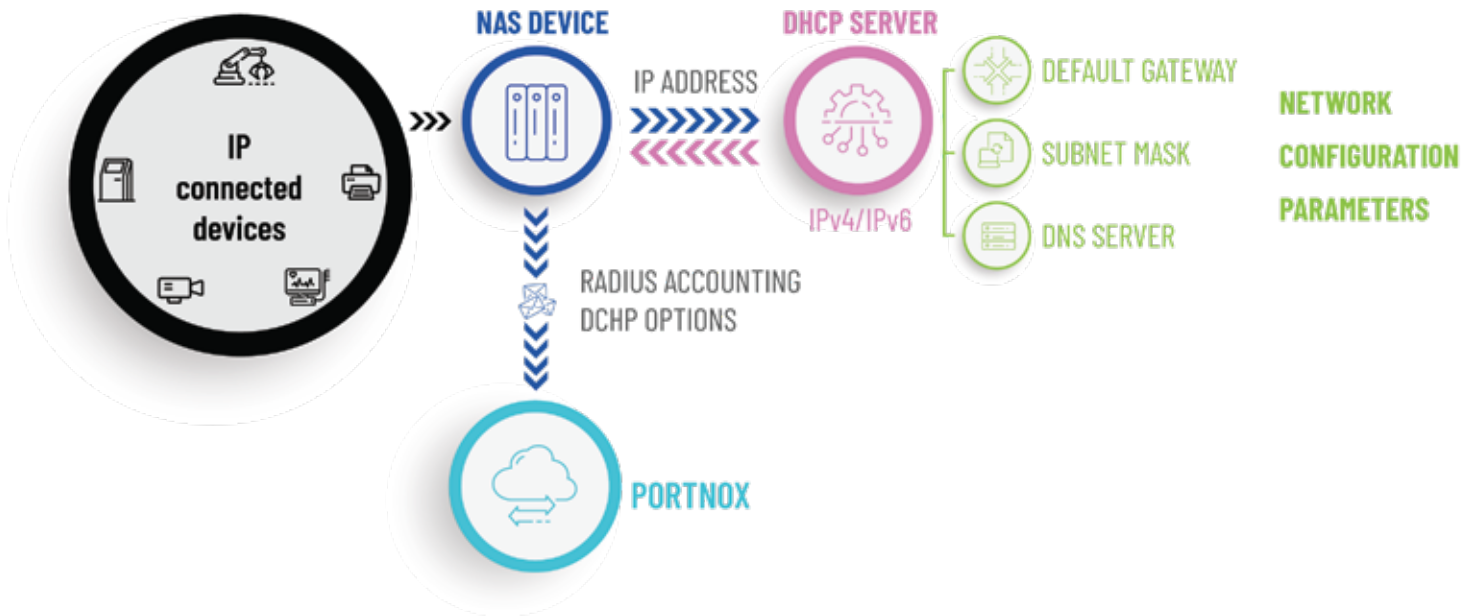 NAS DEVICE
DHCP SERVER
IP
connected
devices
IP ADDRESS
IPv4/IPv6
DEFAULT GATEWAY
SUBNET MASK
DNS SERVER
NETWORK
CONFIGURATION
PARAMETERS
RADIUS ACCOUNTING
DCHP OPTIONS
PORTNOX